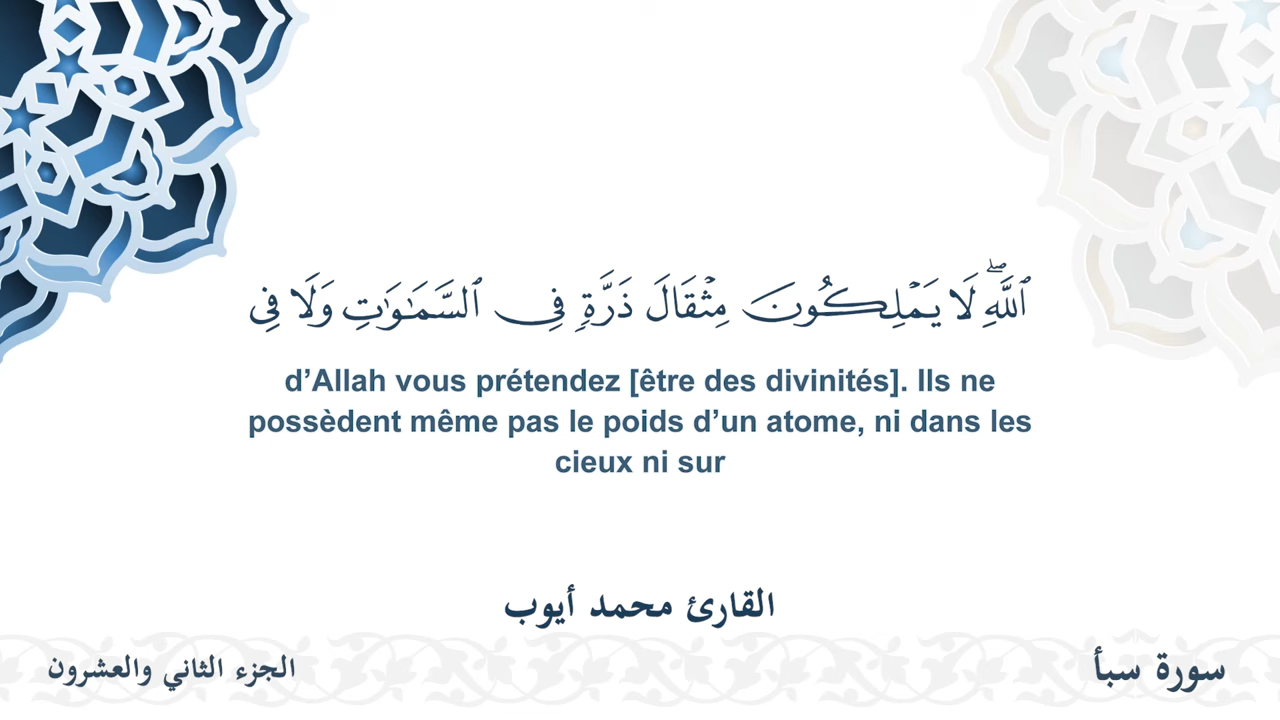 ٱللَّهِۖ لَا يَمْلِكُونَ مِثْقَالَ ذَرَّةٍۢ فِى ٱلسَّمَـٰوَٰتِ وَلَا فِى
d’Allah vous prétendez [être des divinités]. Ils ne
possèdent même pas le poids d’un atome, ni dans les
cieux ni sur
القارئ محمد أيوب
سورة سبأ
الجزء الثاني والعشرون